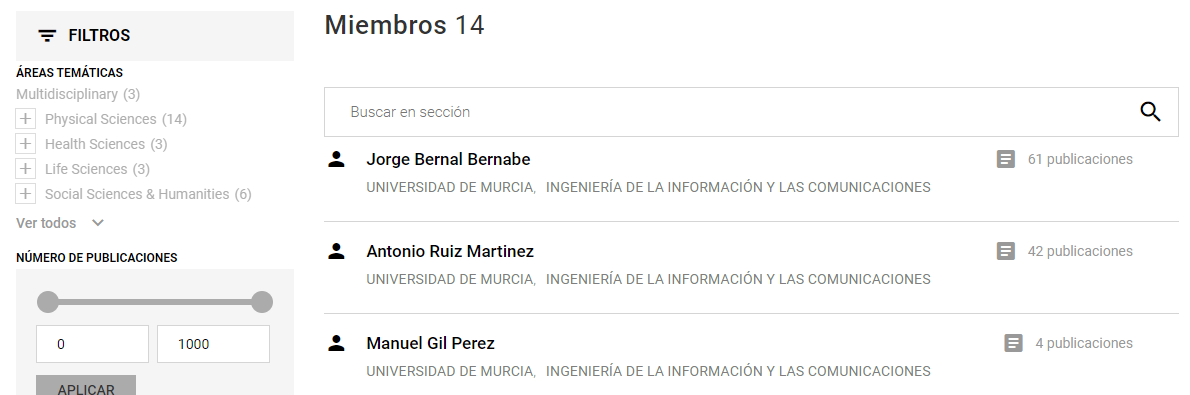 FILTROS
ÁREAS TEMÁTICAS
Multidisciplinary (3)
Physical Sciences (14)
Health Sciences (3)
Life Sciences (3)
Social Sciences & Humanities (6)
Ver todos
NÚMERO DE PUBLICACIONES
0
1000
APLICAR
Miembros 14
Buscar en sección
Jorge Bernal Bernabe
61 publicaciones
UNIVERSIDAD DE MURCIA, INGENIERÍA DE LA INFORMACIÓN Y LAS COMUNICACIONES
Antonio Ruiz Martinez
42 publicaciones
UNIVERSIDAD DE MURCIA, INGENIERÍA DE LA INFORMACIÓN Y LAS COMUNICACIONES
Manuel Gil Perez
4 publicaciones
UNIVERSIDAD DE MURCIA, INGENIERÍA DE LA INFORMACIÓN Y LAS COMUNICACIONES